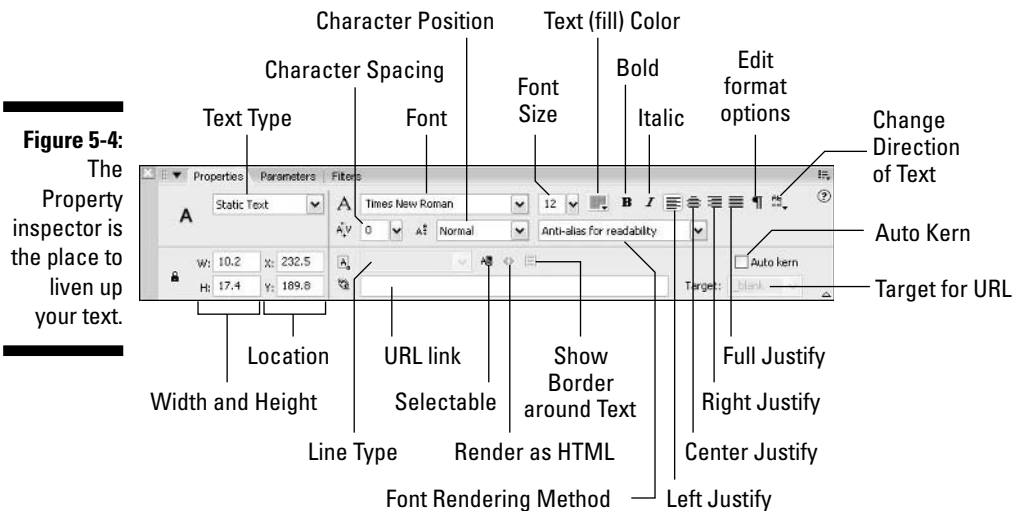 Character Position
Text (fill) Color
Character Spacing
Bold
Edit
format
options
Font
Size
Text Type
Font
Italic
Change
Direction
of Text
Figure 5-4:
The
Property
inspector is
the place to
liven up
your text.
Properties Parameters Filters
A Static Text A Times New Roman 12 B I ¶
A V 0 Normal Anti-alias for readability
Auto Kern
W: 10.2 X: 232.5 Auto kern
H: 17.4 Y: 189.8 Target: _blank
Target for URL
Location
URL link
Show
Border
around Text
Full Justify
Width and Height
Selectable
Right Justify
Line Type
Render as HTML
Center Justify
Font Rendering Method
Left Justify